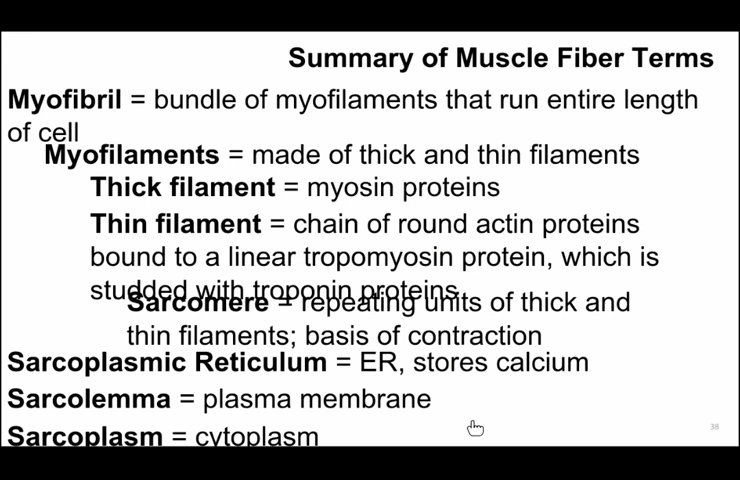 Summary of Muscle Fiber Terms
Myofibril = bundle of myofilaments that run entire length
of cell
Myofilaments = made of thick and thin filaments
Thick filament = myosin proteins
Thin filament = chain of round actin proteins
bound to a linear tropomyosin protein, which is
studded with troponin proteins
Sarcomere = repeating units of thick and
thin filaments; basis of contraction
Sarcoplasmic Reticulum = ER, stores calcium
Sarcolemma = plasma membrane
Sarcoplasm = cytoplasm
38